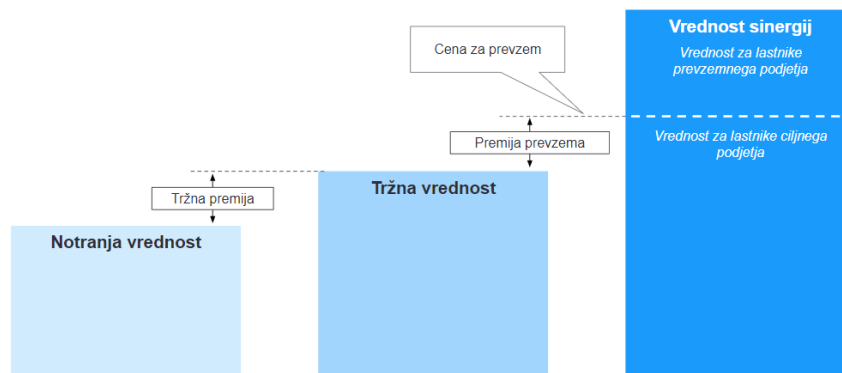 Vrednost sinergij
Vrednost za lastnike
prevzemnega podjetja
Cena za prevzem
Premija prevzema
Vrednost za lastnike ciljnega
podjetja
Tržna premija
Tržna vrednost
Notranja vrednost